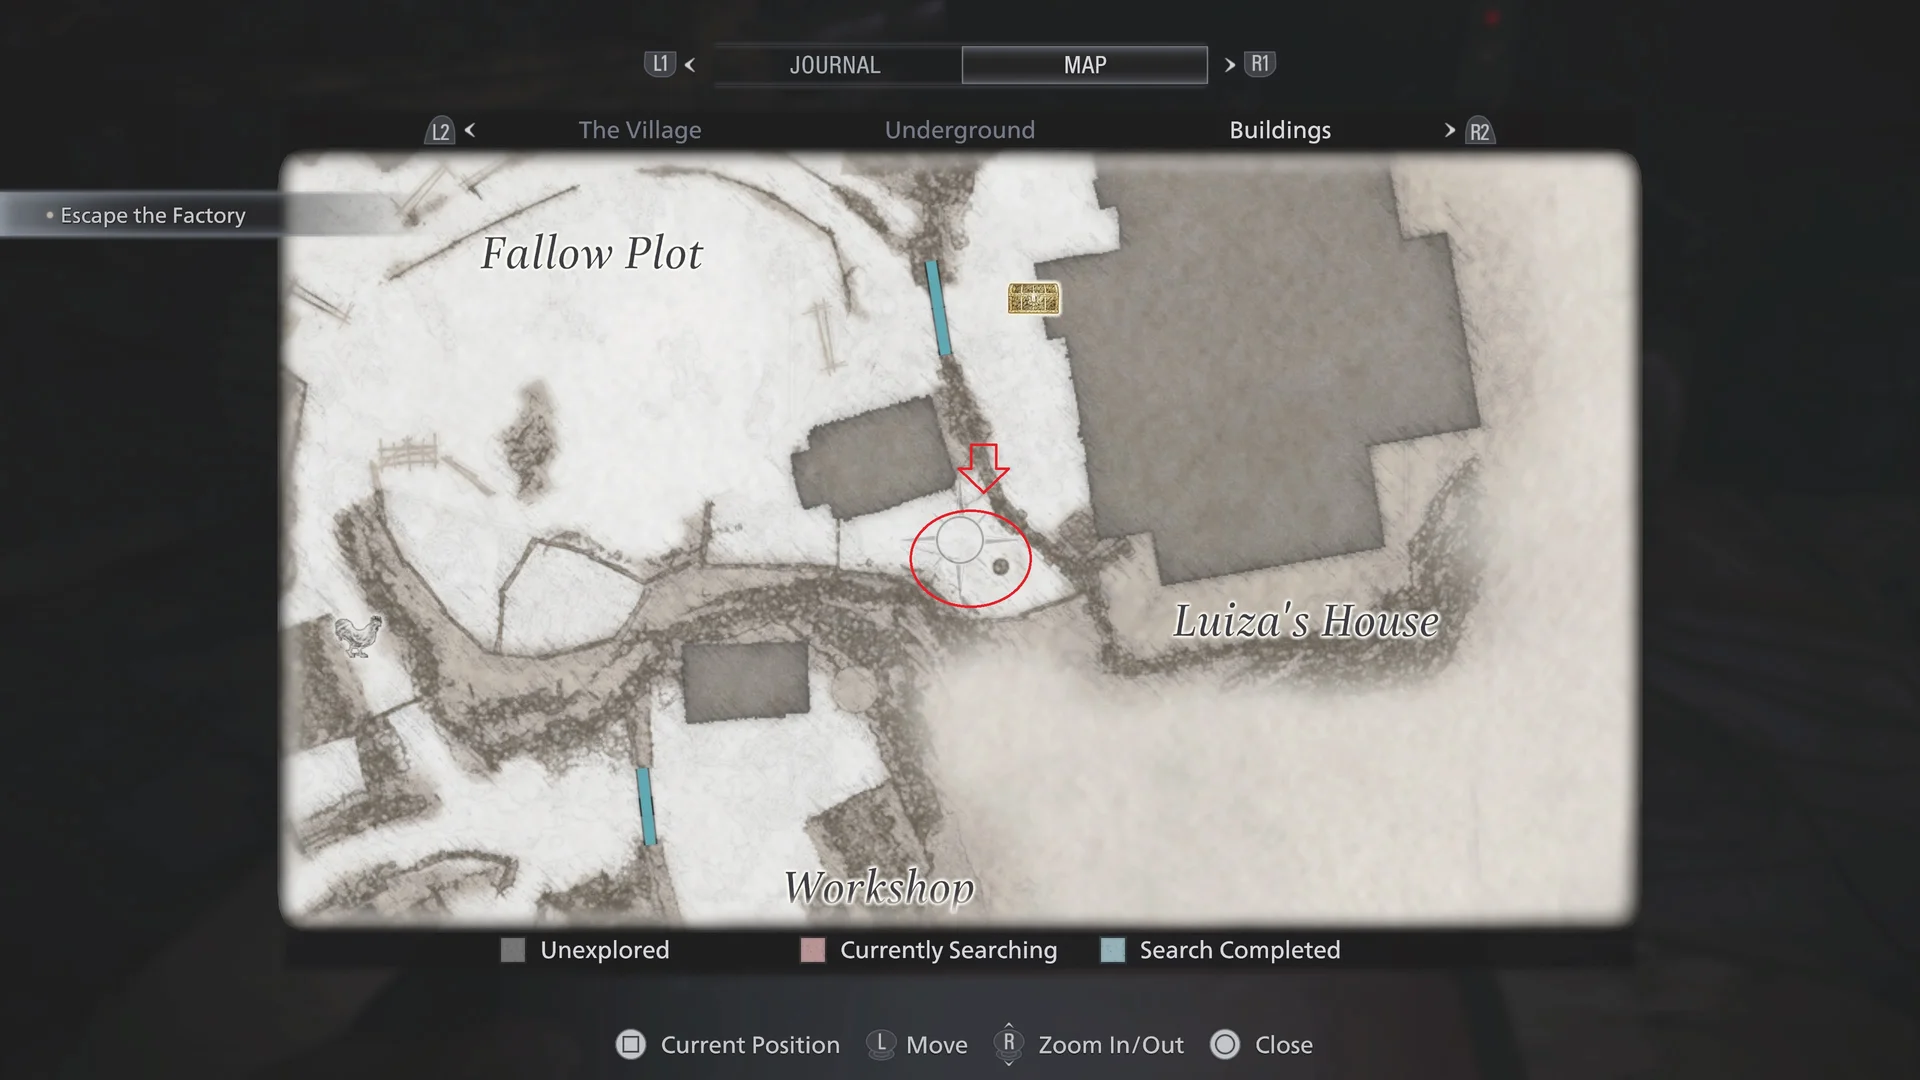 L1 JOURNAL MAP R1
L2 The Village Underground Buildings R2
• Escape the Factory
Fallow Plot
Luiza's House
Workshop
Unexplored Currently Searching Search Completed
Current Position L Move R Zoom In/Out Close